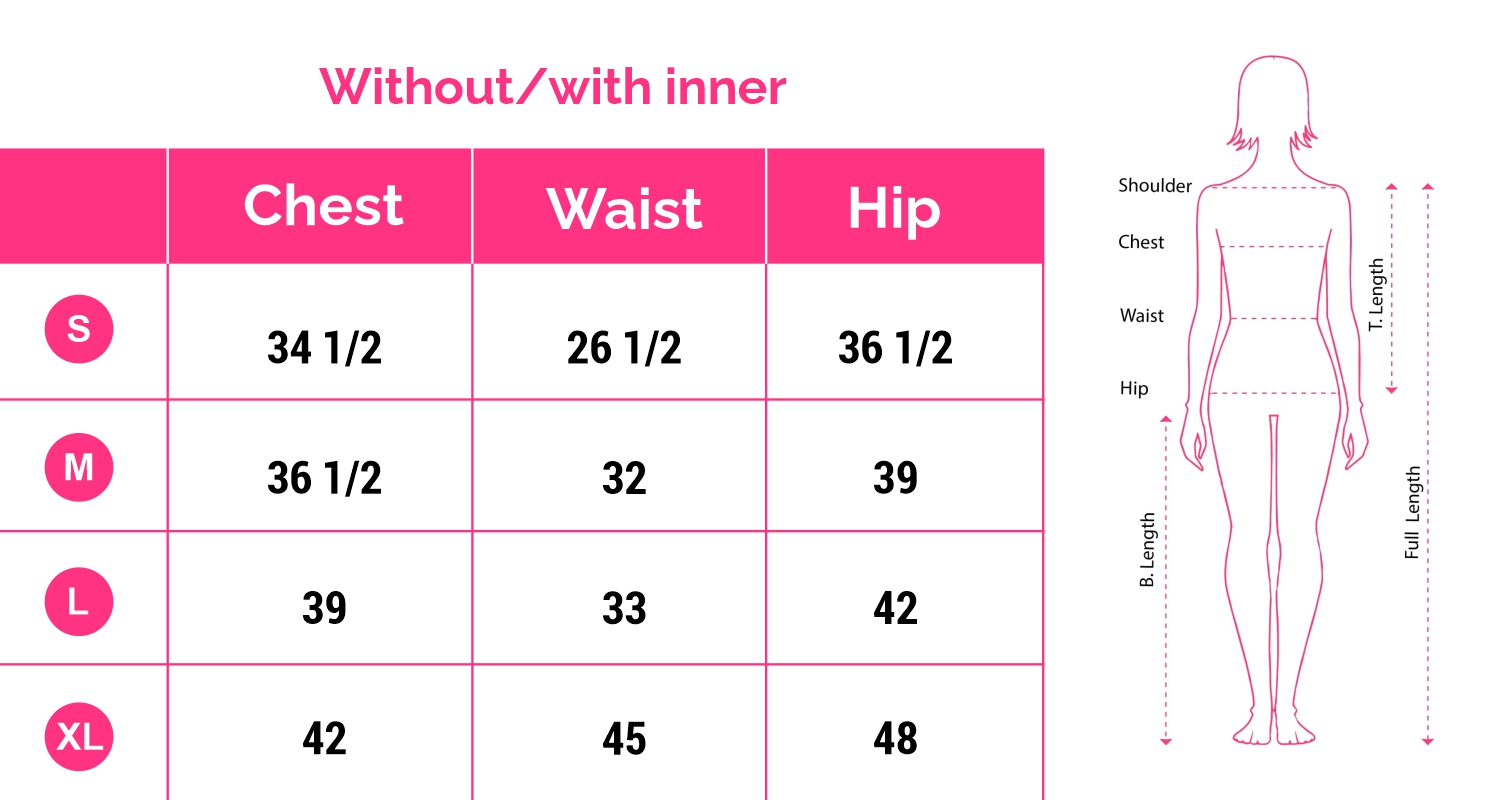 Without/with inner
Chest Waist Hip
S 34 1/2 26 1/2 36 1/2
M 36 1/2 32 39
L 39 33 42
XL 42 45 48
Shoulder
Chest
Waist
Hip
T. Length
B. Length
Full Length